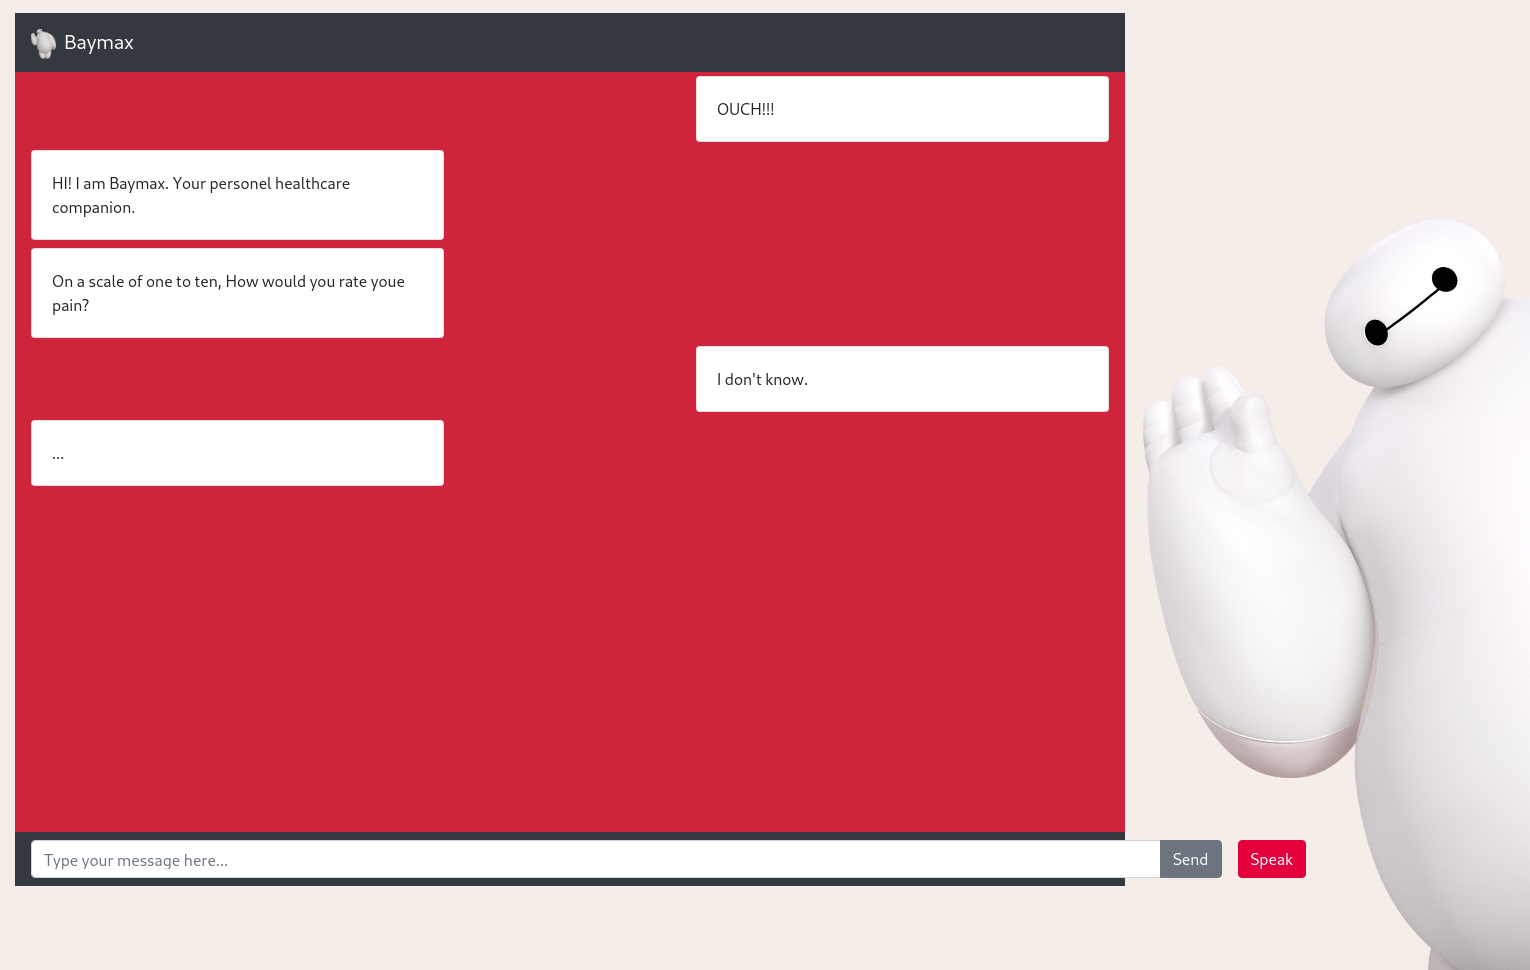 Baymax
OUCH!!!
HI! I am Baymax. Your personel healthcare
companion.
On a scale of one to ten, How would you rate youe
pain?
I don't know.
...
Type your message here...
Send
Speak